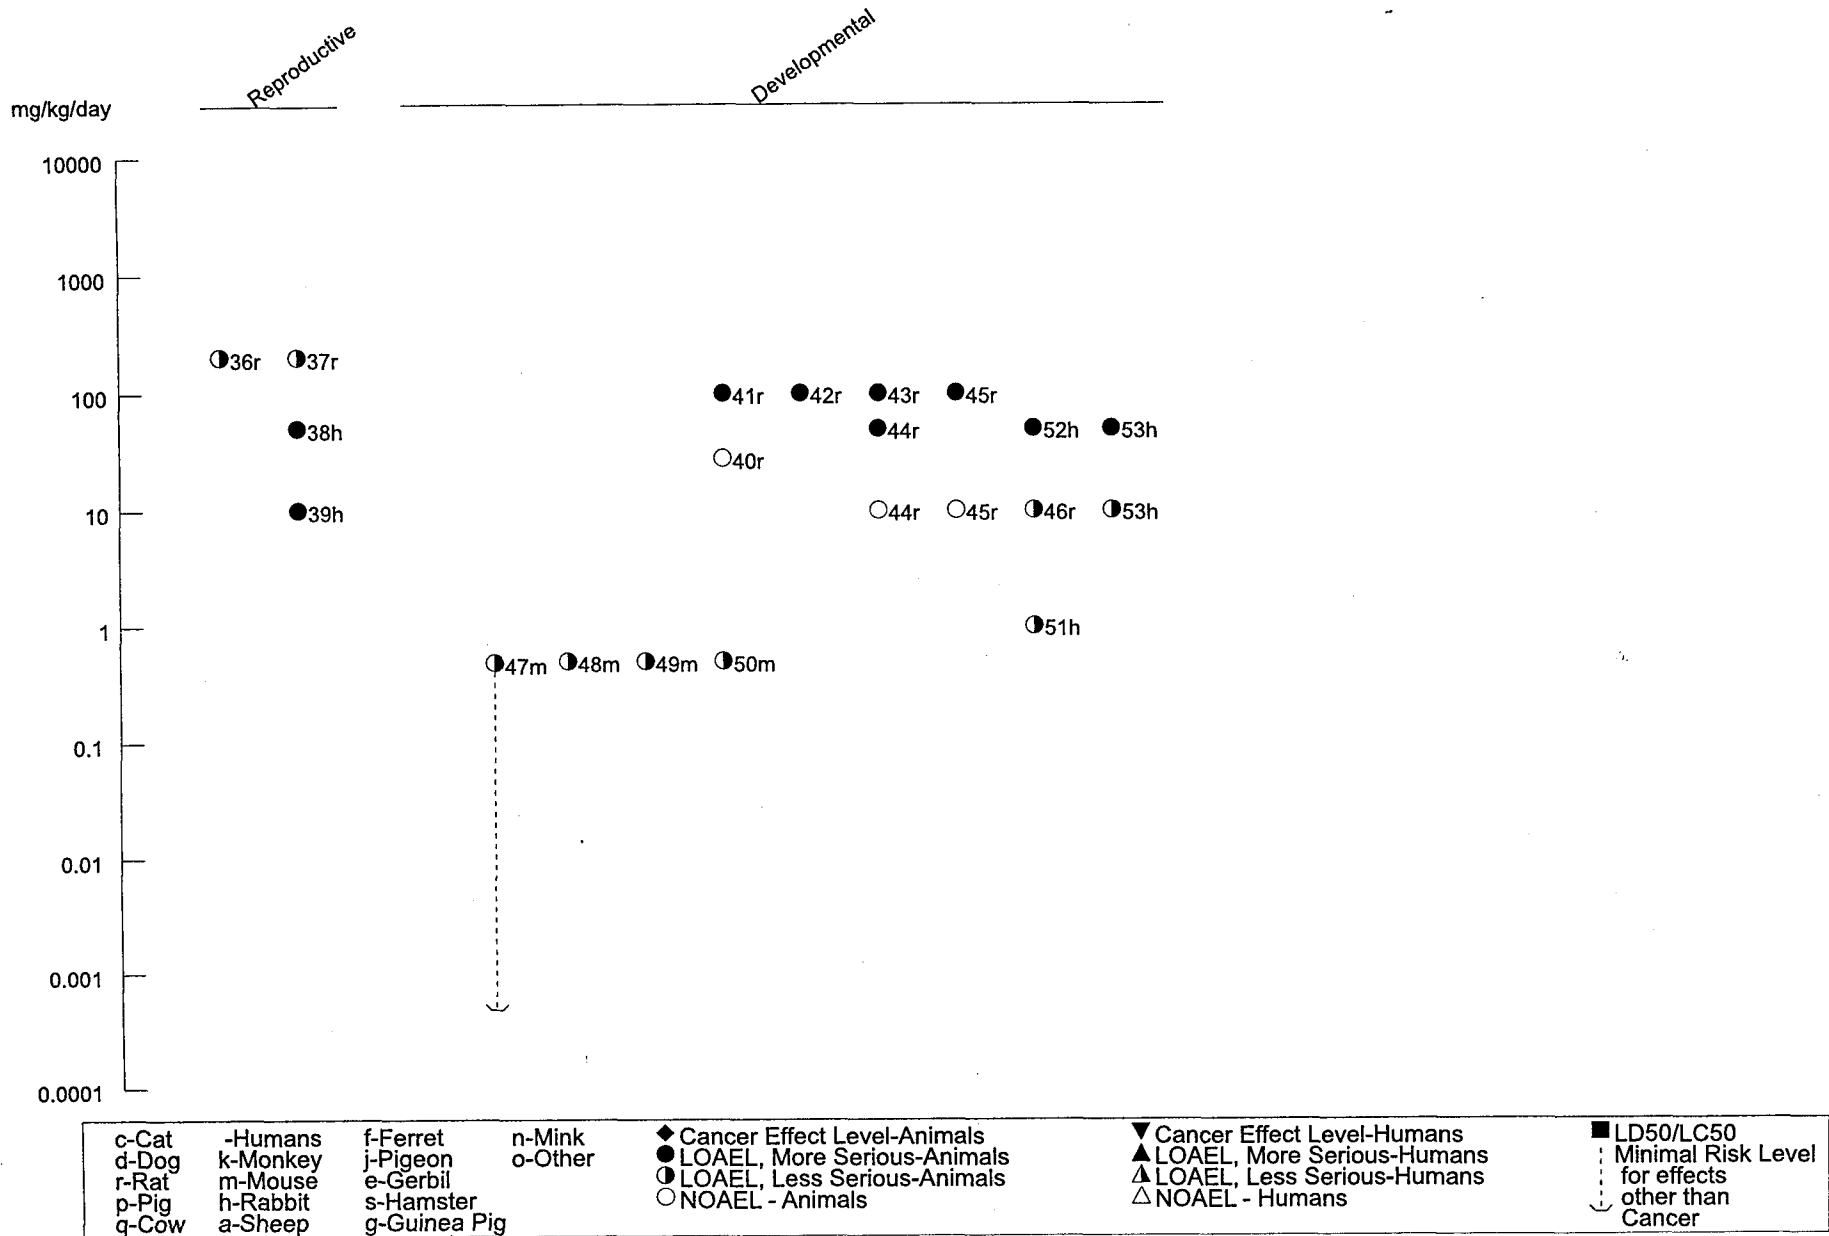 Reproductive
Developmental
mg/kg/day
10000
1000
36r 37r
100
41r 42r 43r 45r
38h
44r 52h 53h
40r
10
39h
44r 45r 46r 53h
1
51h
47m 48m 49m 50m
0.1
0.01
0.001
0.0001
c-Cat -Humans f-Ferret n-Mink Cancer Effect Level-Animals Cancer Effect Level-Humans LD50/LC50
d-Dog k-Monkey j-Pigeon o-Other LOAEL, More Serious-Animals LOAEL, More Serious-Humans Minimal Risk Level
r-Rat m-Mouse e-Gerbil LOAEL, Less Serious-Animals LOAEL, Less Serious-Humans for effects
p-Pig h-Rabbit s-Hamster NOAEL - Animals NOAEL - Humans other than
q-Cow a-Sheep g-Guinea Pig Cancer